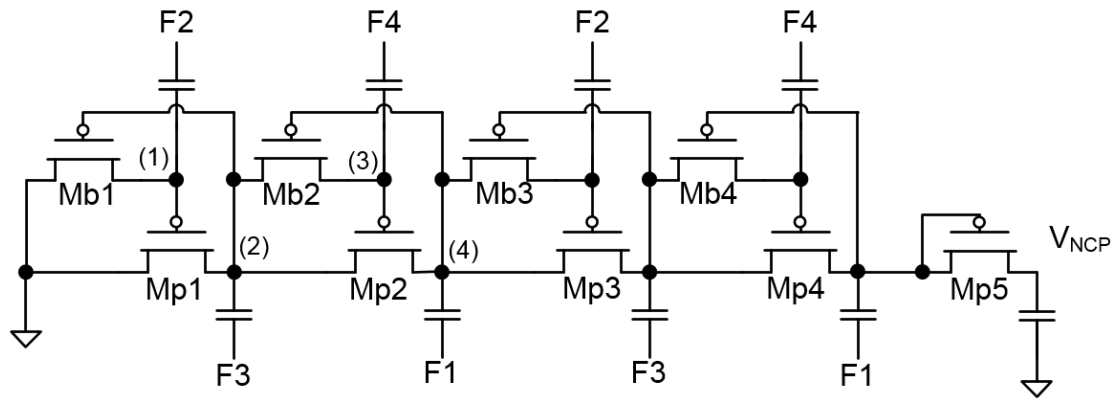 F2 F4 F2 F4
(1) (3)
Mb1 Mb2 Mb3 Mb4
(2) (4) VNCP
Mp1 Mp2 Mp3 Mp4 Mp5
F3 F1 F3 F1